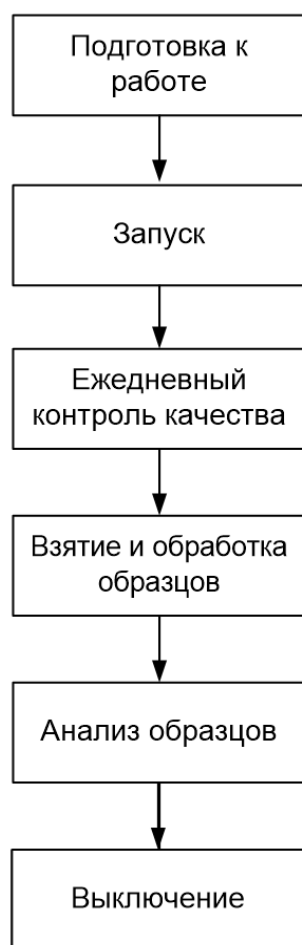 Подготовка к
работе
Запуск
Ежедневный
контроль качества
Взятие и обработка
образцов
Анализ образцов
Выключение